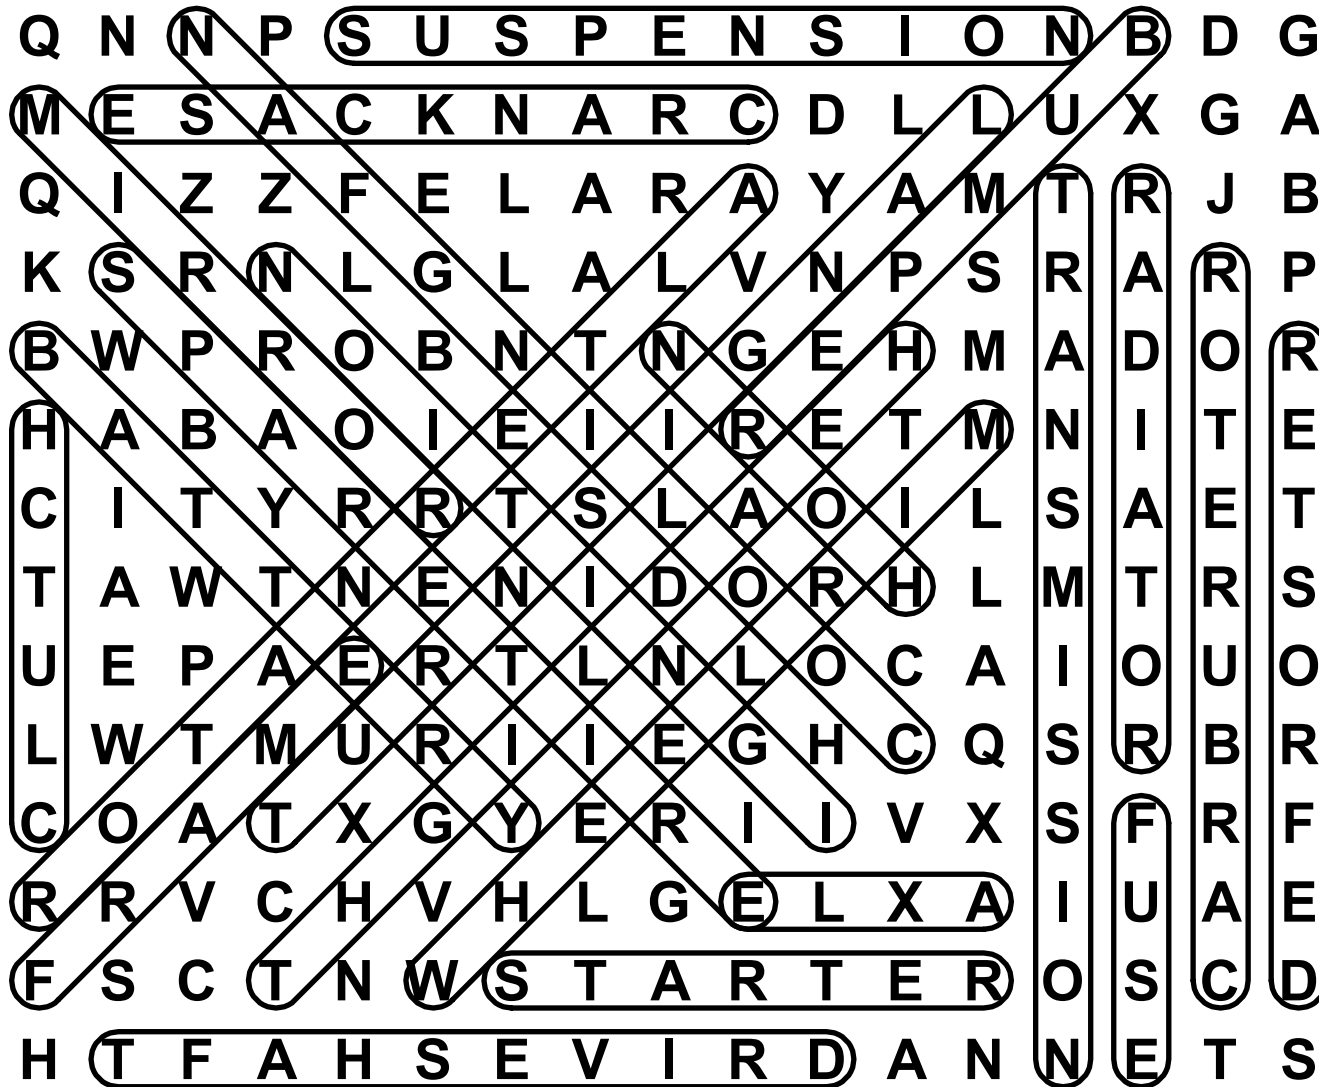 Q N N P S U S P E N S I O N B D G
M E S A C K N A R C D L L U X G A
Q I Z Z F E L A R A Y A M T R J B
K S R N L G L A L V N P S R A R P
B W P R O B N T N G E H M A D O R
H A B A O I E I I R E T M N I T E
C I T Y R R T S L A O I L S A E T
T A W T N E N I D O R H L M T R S
U E P A E R T L N L O C A I O U O
L W T M U R I I E G H C Q S R B R
C O A T X G Y E R I I V X S F R F
R R V C H V H L G E L X A I U A E
F S C T N W S T A R T E R O S C D
H T F A H S E V I R D A N N E T S